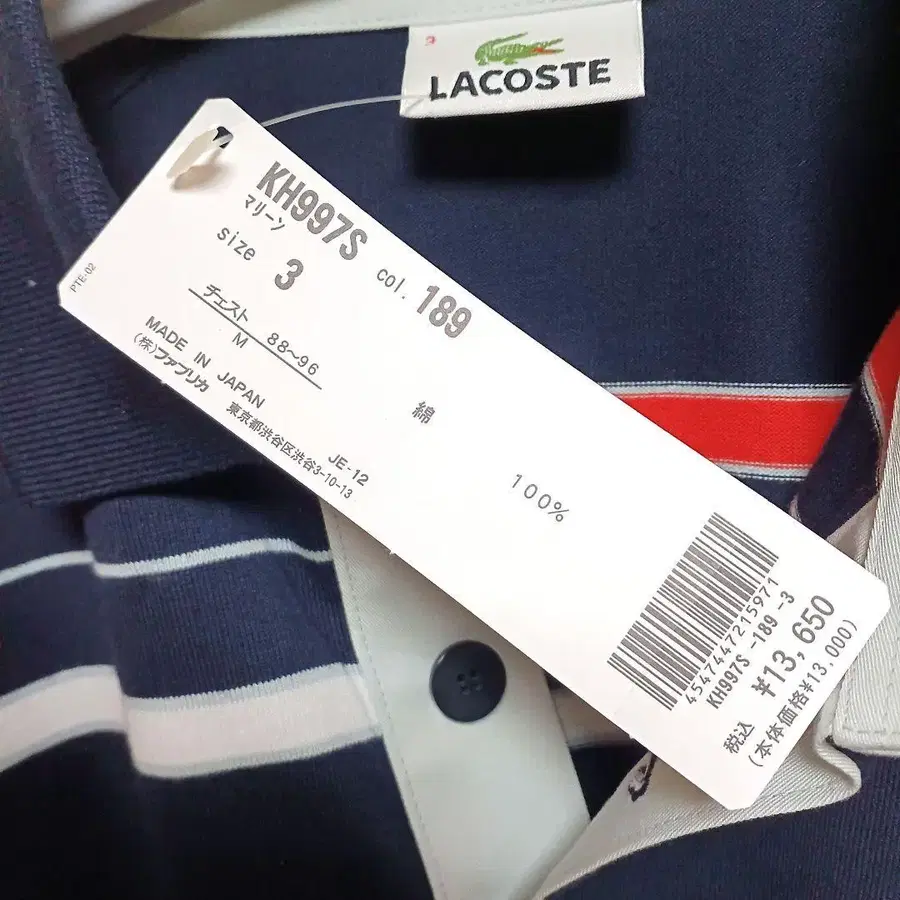 LACOSTE
KH997S
マリーン
size 3 col. 189
チェスト 88～96
M
MADE IN JAPAN
(株)ファブリカ JE-12
東京都渋谷区渋谷3-10-13
PTE-02
綿 100%
4547447215971
KH997S -189 -3
税込 ¥13,650
(本体価格¥13,000)